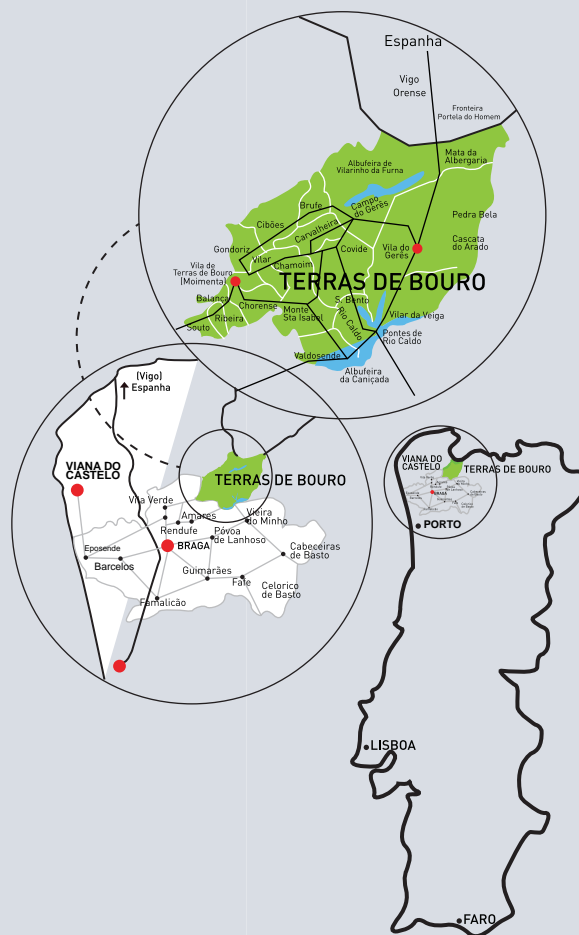 Espanha
Vigo
Orense
Fronteira
Portela do Homem
Mata da
Albergaria
Albufeira de
Vilarinho da Furna
Campo
do Gerês
Brufe
Carvalheira
Cibões
Pedra Bela
Gondoriz
Vilar
Chamoim
Covide
Vila do
Gerês
Cascata
do Arado
Vila de
Terras de Bouro
(Moimenta)
TERRAS DE BOURO
Balança
Chorense
Monte
Sta Isabel
S. Bento
Rio Caldo
Ribeira
Souto
Vilar da Veiga
Pontes de
Rio Caldo
Valdosende
Albufeira
da Caniçada
(Vigo)
Espanha
VIANA DO
CASTELO
TERRAS DE BOURO
Vila Verde
Amares
Rendufe
Vieira
do Minho
Póvoa
de Lanhoso
BRAGA
Eposende
Barcelos
Cabeceiras
de Basto
Guimarães
Fafe
Celorico
de Basto
Famalicão
VIANA DO
CASTELO
TERRAS DE BOURO
BRAGA
PORTO
LISBOA
FARO